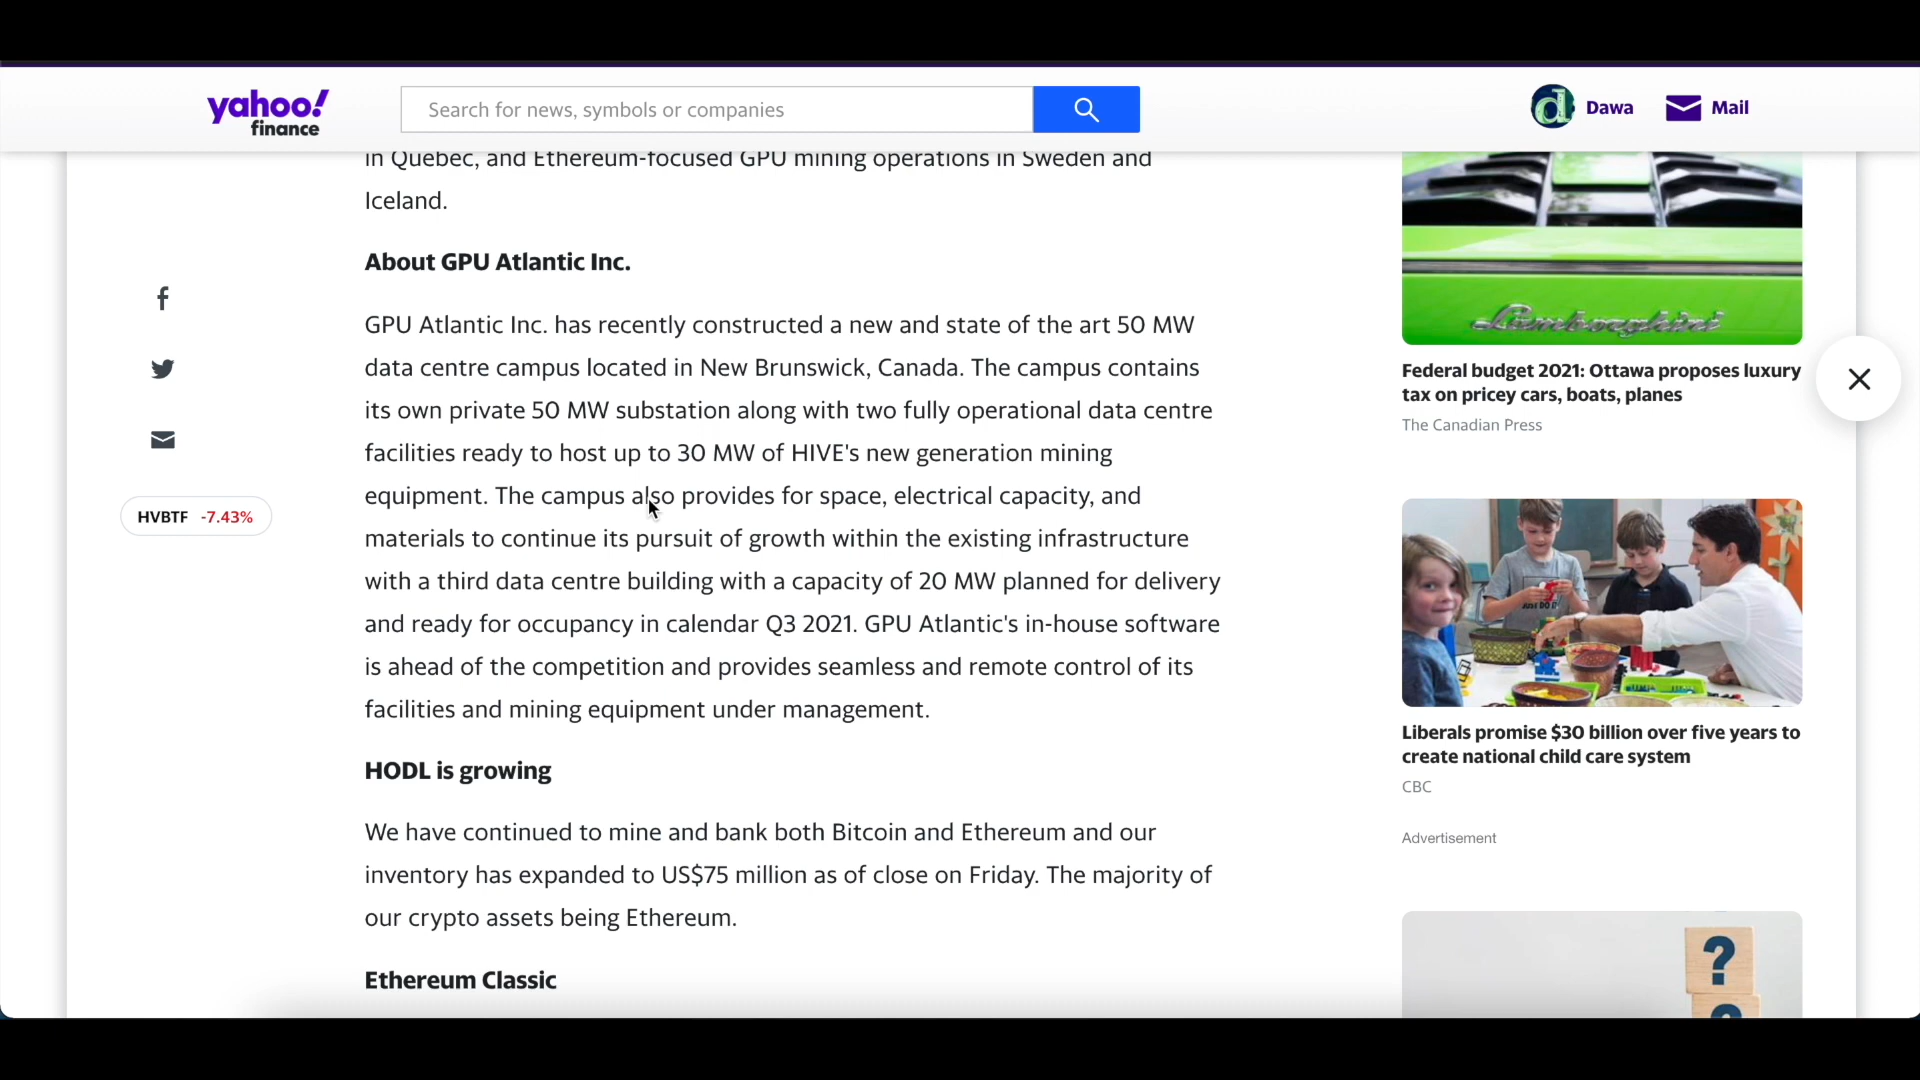 yahoo!
finance
Search for news, symbols or companies
Dawa
Mail
in Quebec, and Ethereum-focused GPU mining operations in Sweden and
Iceland.
About GPU Atlantic Inc.
GPU Atlantic Inc. has recently constructed a new and state of the art 50 MW
data centre campus located in New Brunswick, Canada. The campus contains
its own private 50 MW substation along with two fully operational data centre
facilities ready to host up to 30 MW of HIVE's new generation mining
equipment. The campus also provides for space, electrical capacity, and
materials to continue its pursuit of growth within the existing infrastructure
with a third data centre building with a capacity of 20 MW planned for delivery
and ready for occupancy in calendar Q3 2021. GPU Atlantic's in-house software
is ahead of the competition and provides seamless and remote control of its
facilities and mining equipment under management.
HODL is growing
We have continued to mine and bank both Bitcoin and Ethereum and our
inventory has expanded to US$75 million as of close on Friday. The majority of
our crypto assets being Ethereum.
Ethereum Classic
HVBTF -7.43%
Lamborghini
Federal budget 2021: Ottawa proposes luxury
tax on pricey cars, boats, planes
The Canadian Press
JUST DO IT
Liberals promise $30 billion over five years to
create national child care system
CBC
Advertisement
?
?